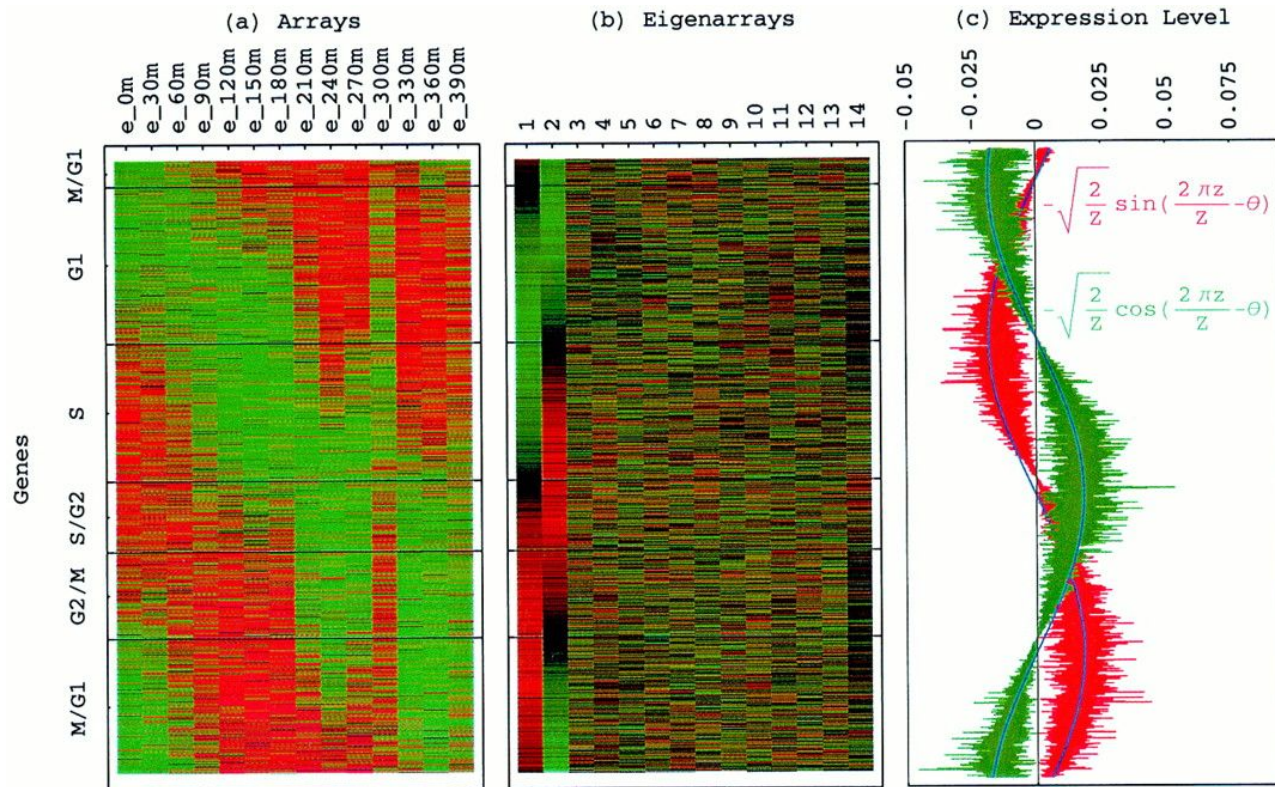 (a) Arrays
e_0m
e_30m
e_60m
e_90m
e_120m
e_150m
e_180m
e_210m
e_240m
e_270m
e_300m
e_330m
e_360m
e_390m
Genes
M/G1
G1
S
S/G2
G2/M
M/G1
(b) Eigenarrays
1
2
3
4
5
6
7
8
9
10
11
12
13
14
(c) Expression Level
-0.05
-0.025
0
0.025
0.05
0.075
-√(2/Z) sin(2πz/Z-θ)
-√(2/Z) cos(2πz/Z-θ)